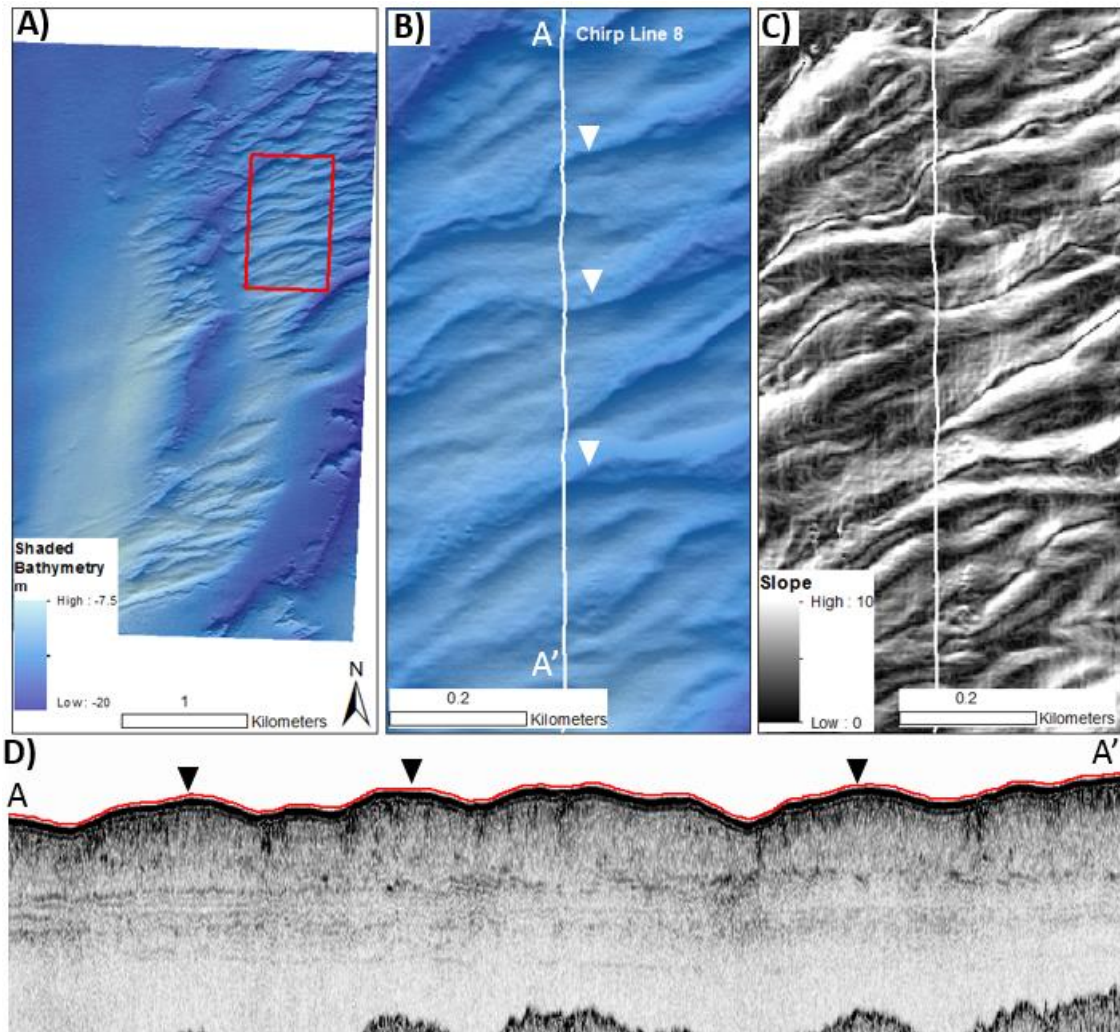 A)
Shaded
Bathymetry
m
High : -7.5
Low : -20
1
Kilometers
N
B)
A
Chirp Line 8
A’
0.2
Kilometers
C)
Slope
High : 10
Low : 0
0.2
Kilometers
D)
A
A’